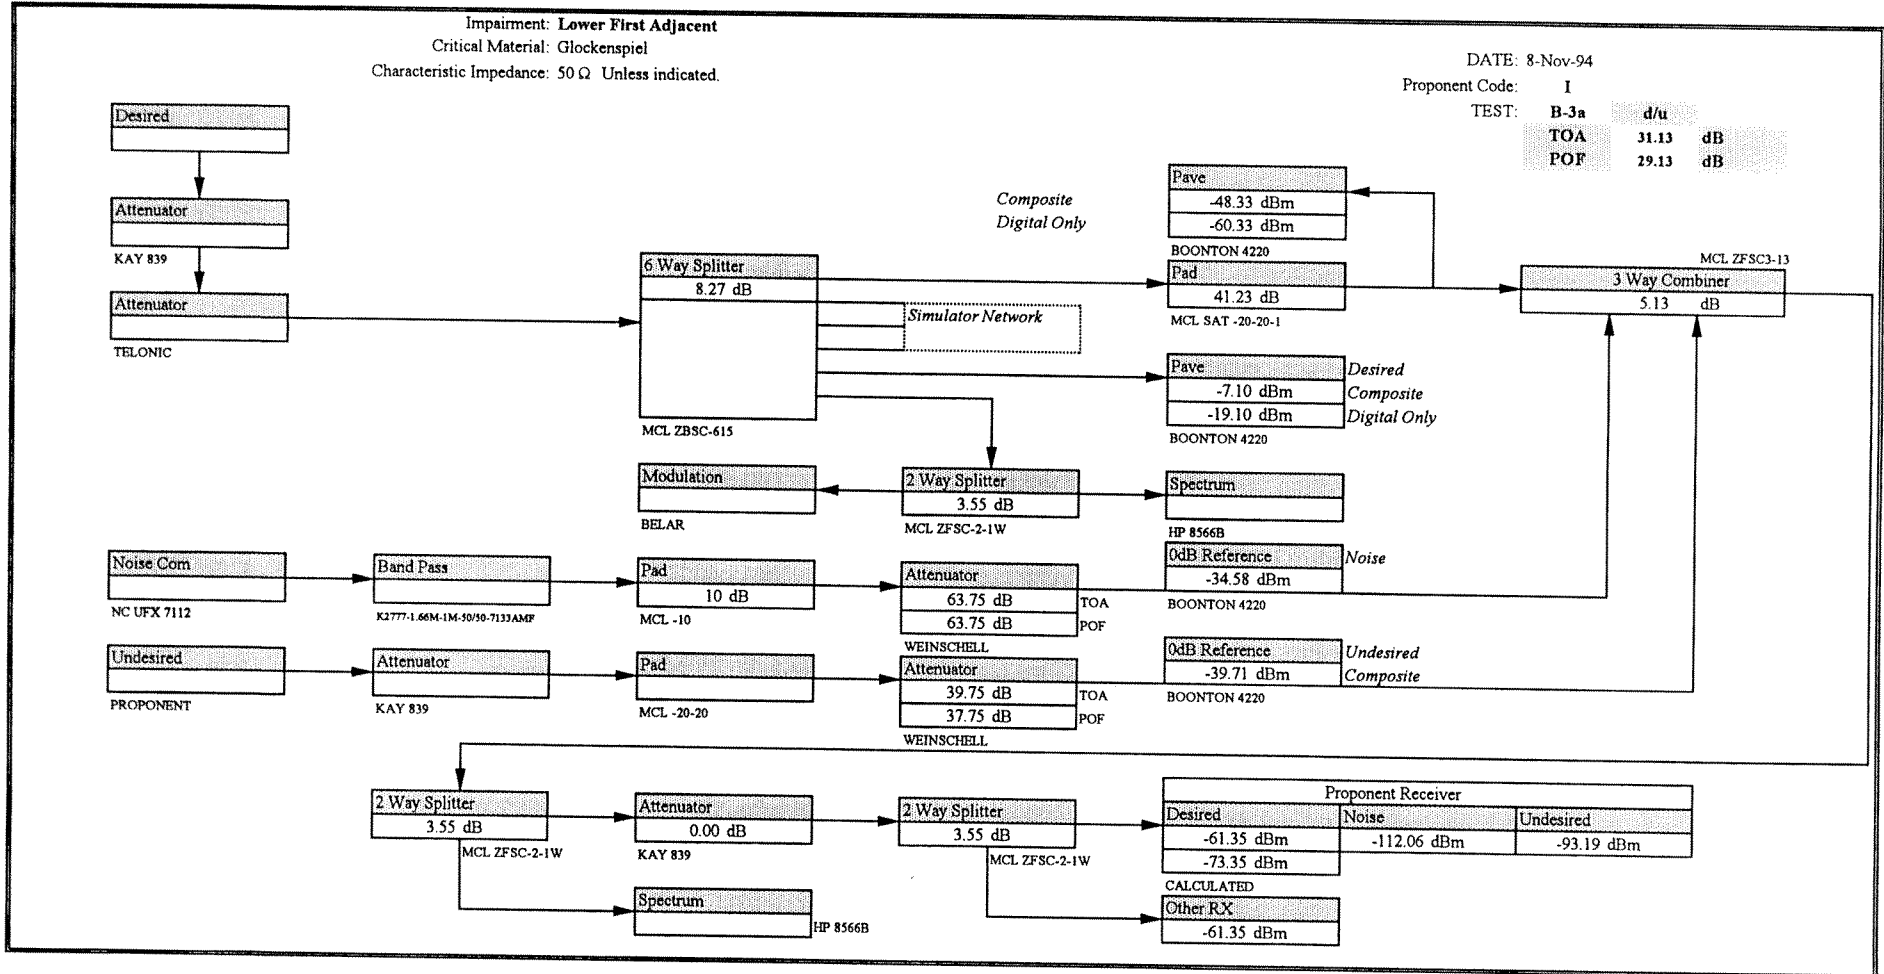 Impairment: Lower First Adjacent
Critical Material: Glockenspiel
Characteristic Impedance: 50 Ω Unless indicated.
DATE: 8-Nov-94
Proponent Code: I
TEST: B-3a d/u
TOA 31.13 dB
POF 29.13 dB
Desired
Attenuator
KAY 839
Attenuator
TELONIC
6 Way Splitter
8.27 dB
MCL ZBSC-615
Simulator Network
Composite
Digital Only
Pave
-48.33 dBm
-60.33 dBm
BOONTON 4220
Pad
41.23 dB
MCL SAT -20-20-1
MCL ZFSC3-13
3 Way Combiner
5.13 dB
Pave
-7.10 dBm
-19.10 dBm
BOONTON 4220
Desired
Composite
Digital Only
Modulation
BELAR
2 Way Splitter
3.55 dB
MCL ZFSC-2-1W
Spectrum
HP 8566B
Noise Com
NC UFX 7112
Band Pass
K2777-1.66M-1M-50/50-7133AMF
Pad
10 dB
MCL -10
Attenuator
63.75 dB TOA
63.75 dB POF
WEINSCHELL
0dB Reference
-34.58 dBm
BOONTON 4220
Noise
Undesired
PROPONENT
Attenuator
KAY 839
Pad
MCL -20-20
Attenuator
39.75 dB TOA
37.75 dB POF
WEINSCHELL
0dB Reference
-39.71 dBm
BOONTON 4220
Undesired
Composite
2 Way Splitter
3.55 dB
MCL ZFSC-2-1W
Attenuator
0.00 dB
KAY 839
2 Way Splitter
3.55 dB
MCL ZFSC-2-1W
Proponent Receiver
Desired Noise Undesired
-61.35 dBm -112.06 dBm -93.19 dBm
-73.35 dBm
CALCULATED
Spectrum
HP 8566B
Other RX
-61.35 dBm